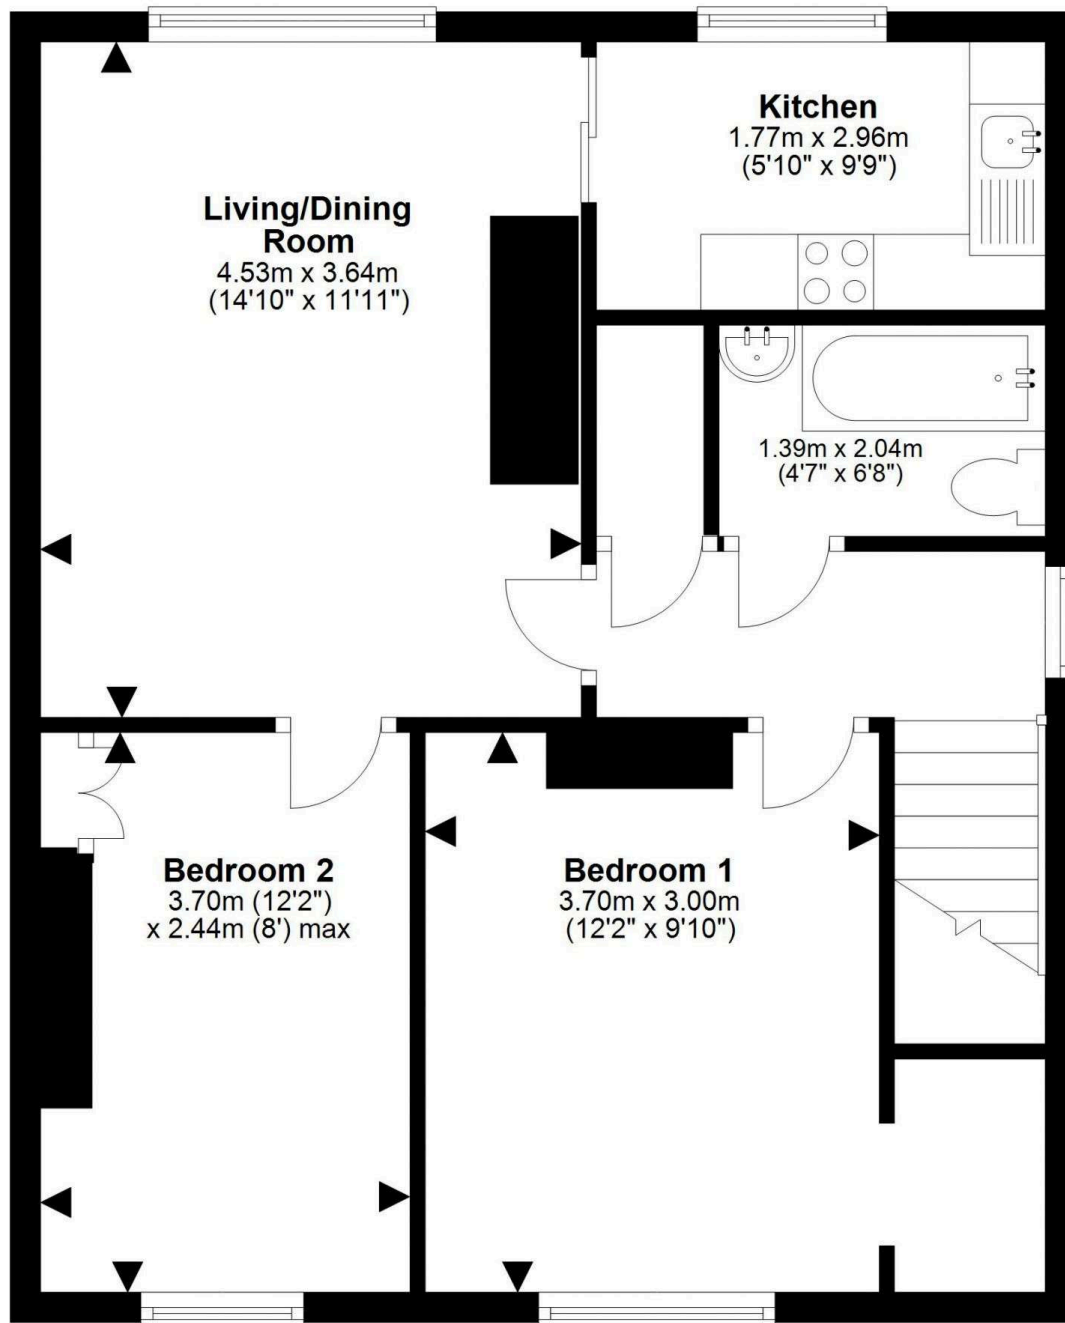 Kitchen
1.77m x 2.96m
(5'10" x 9'9")
Living/Dining
Room
4.53m x 3.64m
(14'10" x 11'11")
1.39m x 2.04m
(4'7" x 6'8")
Bedroom 2
3.70m (12'2")
x 2.44m (8') max
Bedroom 1
3.70m x 3.00m
(12'2" x 9'10")